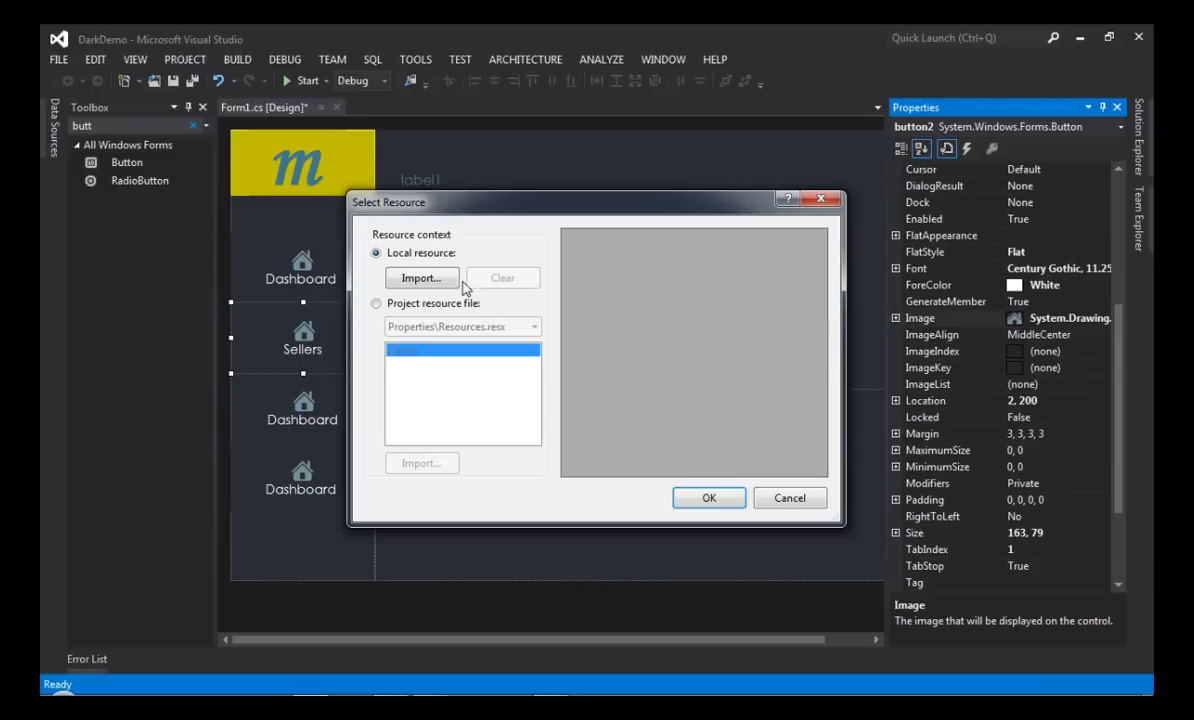 DarkDemo - Microsoft Visual Studio
Quick Launch (Ctrl+Q)
FILE EDIT VIEW PROJECT BUILD DEBUG TEAM SQL TOOLS TEST ARCHITECTURE ANALYZE WINDOW HELP
Start Debug
Data Sources
Toolbox
butt
All Windows Forms
Button
RadioButton
Form1.cs [Design]*
m
label1
Dashboard
Sellers
Dashboard
Dashboard
Select Resource
Resource context
Local resource:
Import... Clear
Project resource file:
Properties\Resources.resx
Import...
OK Cancel
Properties
button2 System.Windows.Forms.Button
Cursor Default
DialogResult None
Dock None
Enabled True
FlatAppearance
FlatStyle Flat
Font Century Gothic, 11.25
ForeColor White
GenerateMember True
Image System.Drawing.
ImageAlign MiddleCenter
ImageIndex (none)
ImageKey (none)
ImageList (none)
Location 2, 200
Locked False
Margin 3, 3, 3, 3
MaximumSize 0, 0
MinimumSize 0, 0
Modifiers Private
Padding 0, 0, 0, 0
RightToLeft No
Size 163, 79
TabIndex 1
TabStop True
Tag
Image
The image that will be displayed on the control.
Solution Explorer
Team Explorer
Error List
Ready